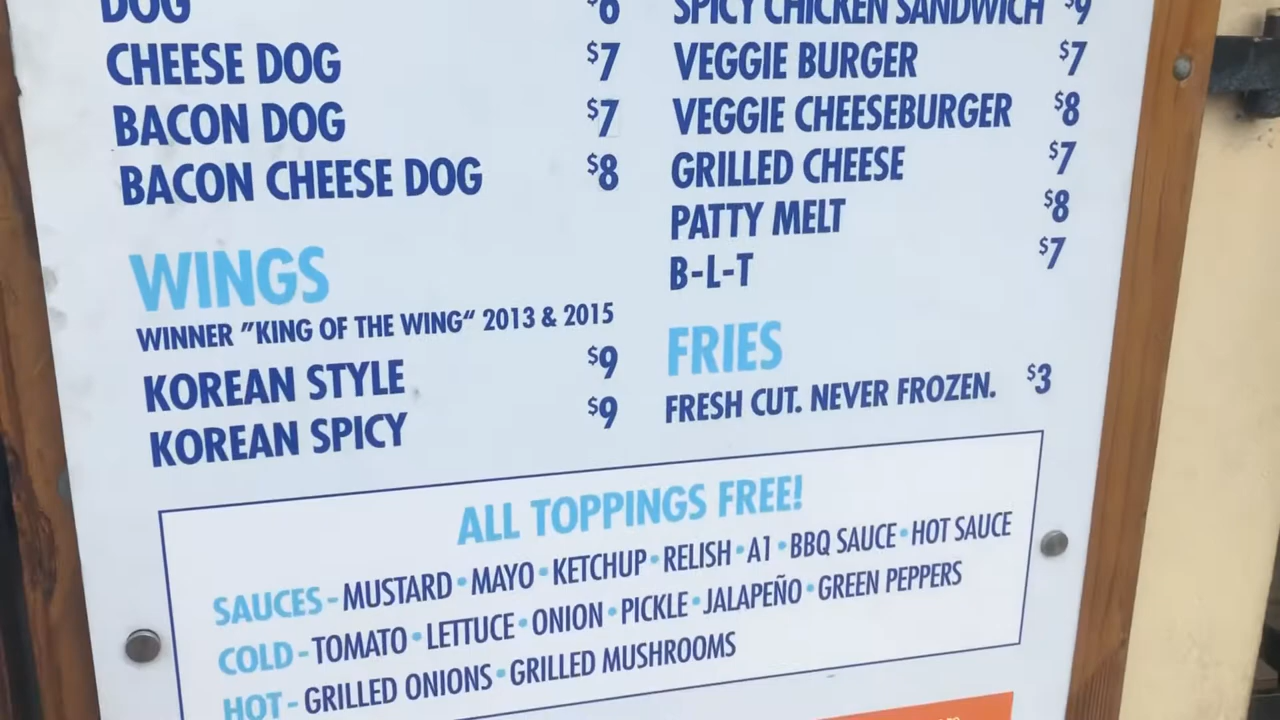 DOG $6
CHEESE DOG $7
BACON DOG $7
BACON CHEESE DOG $8
WINGS
WINNER "KING OF THE WING" 2013 & 2015
KOREAN STYLE $9
KOREAN SPICY $9
SPICY CHICKEN SANDWICH $9
VEGGIE BURGER $7
VEGGIE CHEESEBURGER $8
GRILLED CHEESE $7
PATTY MELT $8
B-L-T $7
FRIES
FRESH CUT. NEVER FROZEN. $3
ALL TOPPINGS FREE!
SAUCES - MUSTARD • MAYO • KETCHUP • RELISH • A1 • BBQ SAUCE • HOT SAUCE
COLD - TOMATO • LETTUCE • ONION • PICKLE • JALAPEÑO • GREEN PEPPERS
HOT - GRILLED ONIONS • GRILLED MUSHROOMS